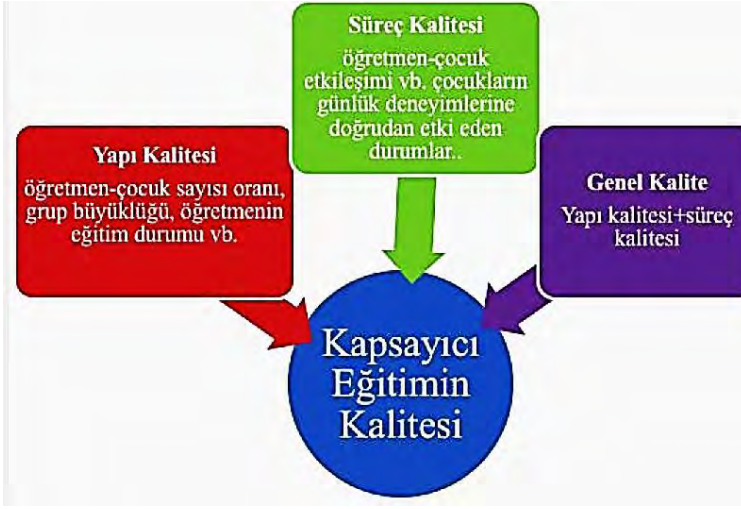 Yapı Kalitesi
öğretmen-çocuk sayısı oranı,
grup büyüklüğü, öğretmenin
eğitim durumu vb.
Süreç Kalitesi
öğretmen-çocuk
etkileşimi vb. çocukların
günlük deneyimlerine
doğrudan etki eden
durumlar..
Genel Kalite
Yapı kalitesi+süreç
kalitesi
Kapsayıcı
Eğitimin
Kalitesi